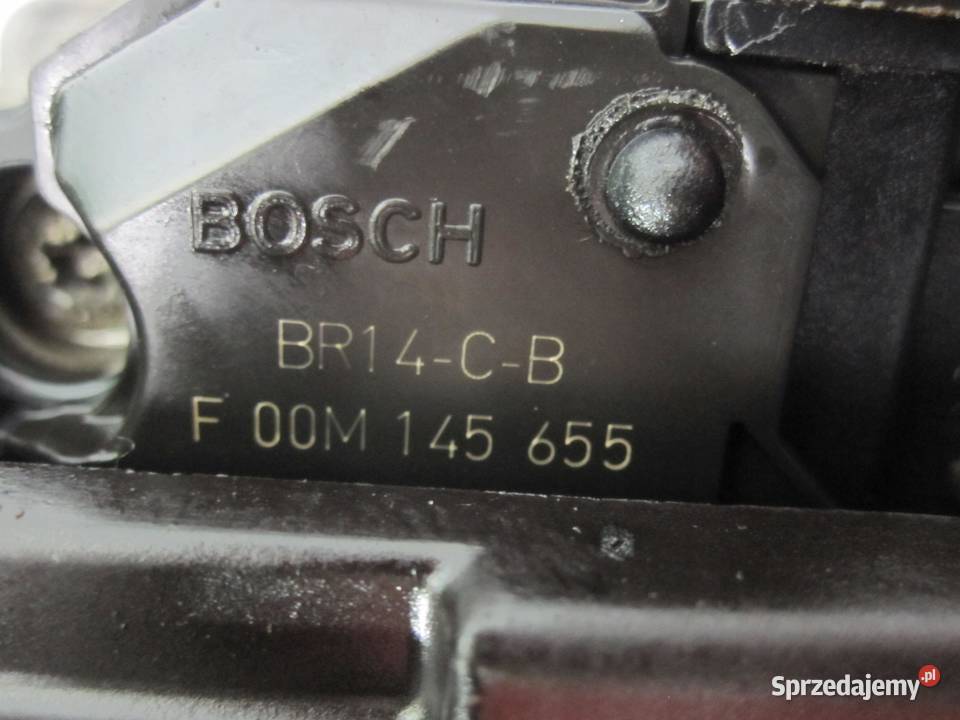 BOSCH
BR14-C-B
F 00M 145 655
Sprzedajemy.pl